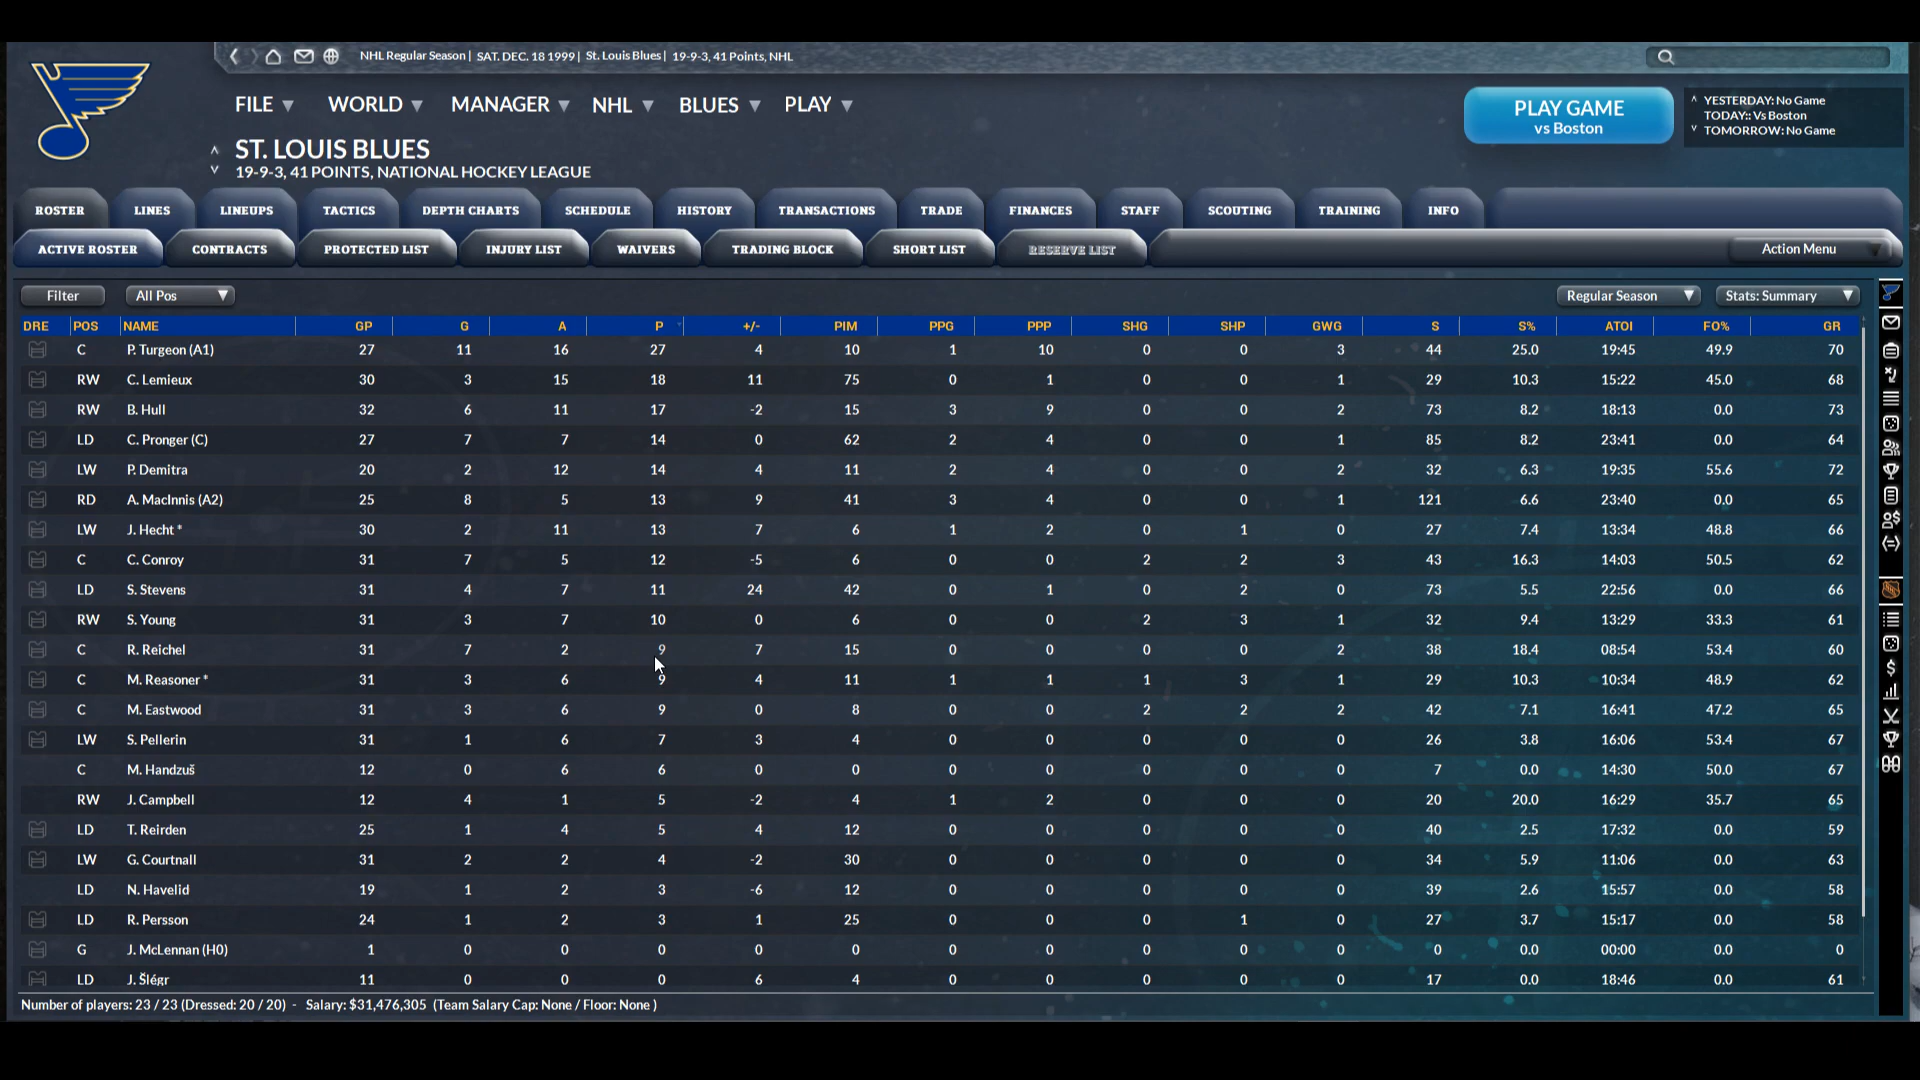 NHL Regular Season | SAT. DEC. 18 1999 | St. Louis Blues | 19-9-3, 41 Points, NHL
FILE WORLD MANAGER NHL BLUES PLAY
PLAY GAME
vs Boston
YESTERDAY: No Game
TODAY:: Vs Boston
TOMORROW: No Game
ST. LOUIS BLUES
19-9-3, 41 POINTS, NATIONAL HOCKEY LEAGUE
ROSTER LINES LINEUPS TACTICS DEPTH CHARTS SCHEDULE HISTORY TRANSACTIONS TRADE FINANCES STAFF SCOUTING TRAINING INFO
ACTIVE ROSTER CONTRACTS PROTECTED LIST INJURY LIST WAIVERS TRADING BLOCK SHORT LIST RESERVE LIST Action Menu
Filter All Pos Regular Season Stats: Summary
DRE POS NAME GP G A P +/- PIM PPG PPP SHG SHP GWG S S% ATOI FO% GR
C P. Turgeon (A1) 27 11 16 27 4 10 1 10 0 0 3 44 25.0 19:45 49.9 70
RW C. Lemieux 30 3 15 18 11 75 0 1 0 0 1 29 10.3 15:22 45.0 68
RW B. Hull 32 6 11 17 -2 15 3 9 0 0 2 73 8.2 18:13 0.0 73
LD C. Pronger (C) 27 7 7 14 0 62 2 4 0 0 1 85 8.2 23:41 0.0 64
LW P. Demitra 20 2 12 14 4 11 2 4 0 0 2 32 6.3 19:35 55.6 72
RD A. MacInnis (A2) 25 8 5 13 9 41 3 4 0 0 1 121 6.6 23:40 0.0 65
LW J. Hecht * 30 2 11 13 7 6 1 2 0 1 0 27 7.4 13:34 48.8 66
C C. Conroy 31 7 5 12 -5 6 0 0 2 2 3 43 16.3 14:03 50.5 62
LD S. Stevens 31 4 7 11 24 42 0 1 0 2 0 73 5.5 22:56 0.0 66
RW S. Young 31 3 7 10 0 6 0 0 2 3 1 32 9.4 13:29 33.3 61
C R. Reichel 31 7 2 9 7 15 0 0 0 0 2 38 18.4 08:54 53.4 60
C M. Reasoner * 31 3 6 9 4 11 1 1 1 3 1 29 10.3 10:34 48.9 62
C M. Eastwood 31 3 6 9 0 8 0 0 2 2 2 42 7.1 16:41 47.2 65
LW S. Pellerin 31 1 6 7 3 4 0 0 0 0 0 26 3.8 16:06 53.4 67
C M. Handzuš 12 0 6 6 0 0 0 0 0 0 0 7 0.0 14:30 50.0 67
RW J. Campbell 12 4 1 5 -2 4 1 2 0 0 0 20 20.0 16:29 35.7 65
LD T. Reirden 25 1 4 5 4 12 0 0 0 0 0 40 2.5 17:32 0.0 59
LW G. Courtnall 31 2 2 4 -2 30 0 0 0 0 0 34 5.9 11:06 0.0 63
LD N. Havelid 19 1 2 3 -6 12 0 0 0 0 0 39 2.6 15:57 0.0 58
LD R. Persson 24 1 2 3 1 25 0 0 0 1 0 27 3.7 15:17 0.0 58
G J. McLennan (H0) 1 0 0 0 0 0 0 0 0 0 0 0 0.0 00:00 0.0 0
LD J. Šlégr 11 0 0 0 6 4 0 0 0 0 0 17 0.0 18:46 0.0 61
Number of players: 23 / 23 (Dressed: 20 / 20) - Salary: $31,476,305 (Team Salary Cap: None / Floor: None )